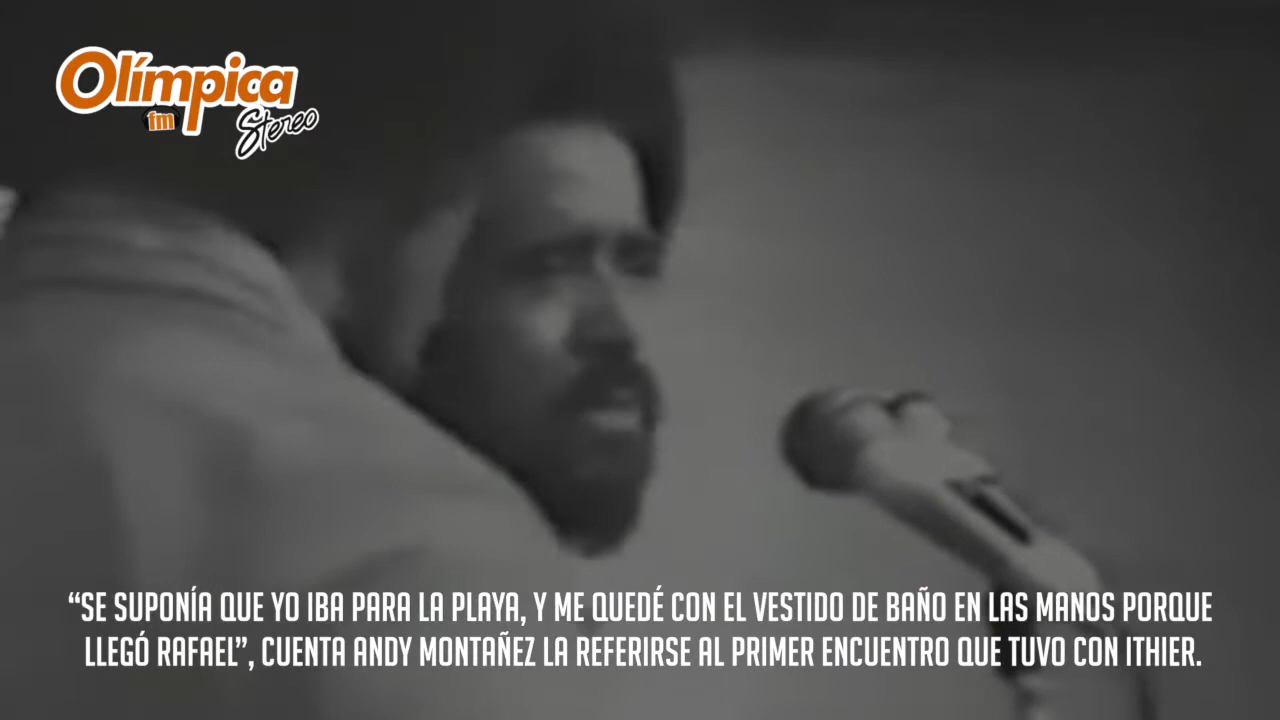 Olímpica
fm
Stereo
“SE SUPONÍA QUE YO IBA PARA LA PLAYA, Y ME QUEDÉ CON EL VESTIDO DE BAÑO EN LAS MANOS PORQUE
LLEGÓ RAFAEL”, CUENTA ANDY MONTAÑEZ LA REFERIRSE AL PRIMER ENCUENTRO QUE TUVO CON ITHIER.